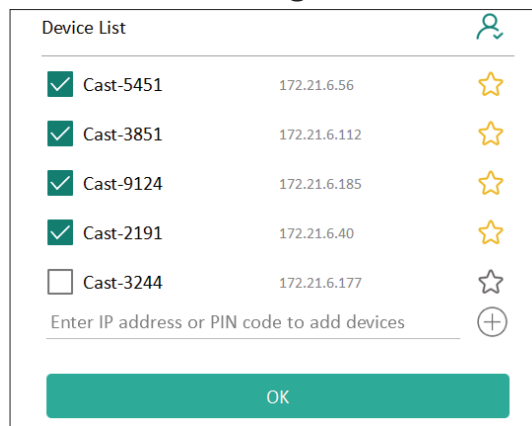 Device List
Cast-5451 172.21.6.56
Cast-3851 172.21.6.112
Cast-9124 172.21.6.185
Cast-2191 172.21.6.40
Cast-3244 172.21.6.177
Enter IP address or PIN code to add devices
OK